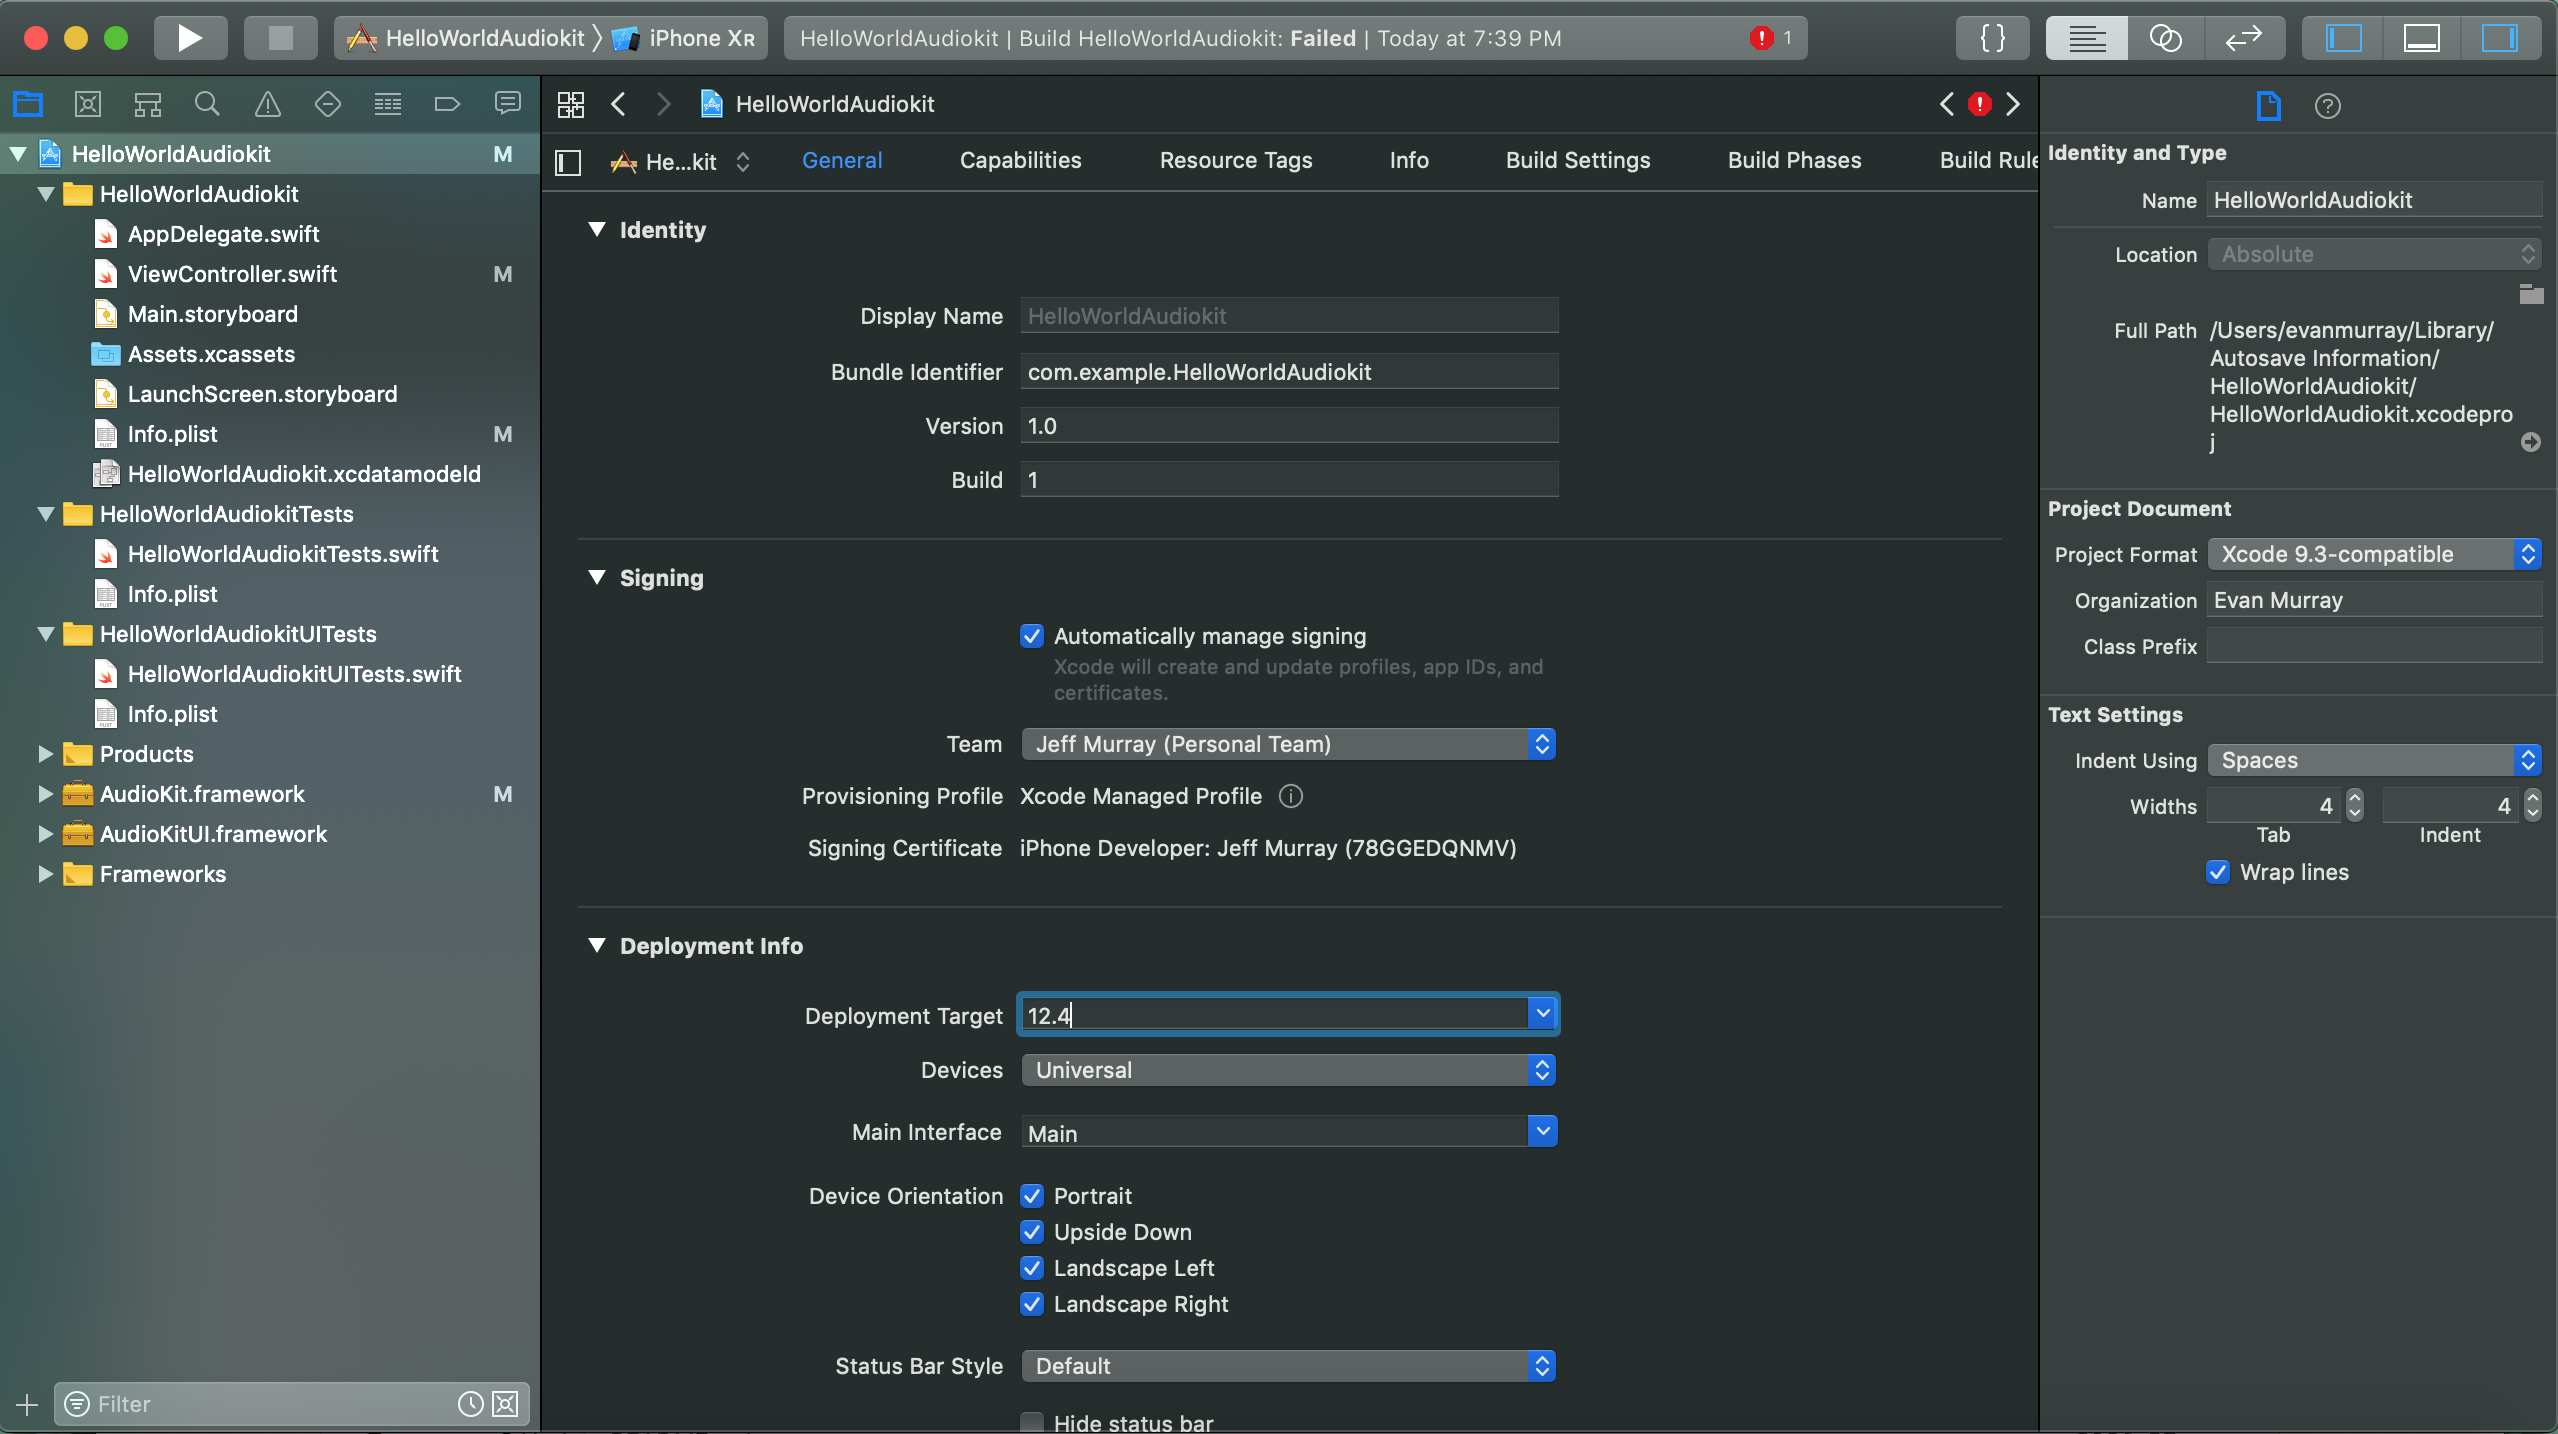 HelloWorldAudiokit 〉 iPhone XR
HelloWorldAudiokit | Build HelloWorldAudiokit: Failed | Today at 7:39 PM
1
{ }
HelloWorldAudiokit
HelloWorldAudiokit M
HelloWorldAudiokit
AppDelegate.swift
ViewController.swift M
Main.storyboard
Assets.xcassets
LaunchScreen.storyboard
Info.plist M
HelloWorldAudiokit.xcdatamodeld
HelloWorldAudiokitTests
HelloWorldAudiokitTests.swift
Info.plist
HelloWorldAudiokitUITests
HelloWorldAudiokitUITests.swift
Info.plist
Products
AudioKit.framework M
AudioKitUI.framework
Frameworks
Filter
He...kit General Capabilities Resource Tags Info Build Settings Build Phases Build Rule
Identity
Display Name HelloWorldAudiokit
Bundle Identifier com.example.HelloWorldAudiokit
Version 1.0
Build 1
Signing
Automatically manage signing
Xcode will create and update profiles, app IDs, and
certificates.
Team Jeff Murray (Personal Team)
Provisioning Profile Xcode Managed Profile
Signing Certificate iPhone Developer: Jeff Murray (78GGEDQNMV)
Deployment Info
Deployment Target 12.4
Devices Universal
Main Interface Main
Device Orientation Portrait
Upside Down
Landscape Left
Landscape Right
Status Bar Style Default
Hide status bar
Identity and Type
Name HelloWorldAudiokit
Location Absolute
Full Path /Users/evanmurray/Library/
Autosave Information/
HelloWorldAudiokit/
HelloWorldAudiokit.xcodepro
j
Project Document
Project Format Xcode 9.3-compatible
Organization Evan Murray
Class Prefix
Text Settings
Indent Using Spaces
Widths 4 4
Tab Indent
Wrap lines